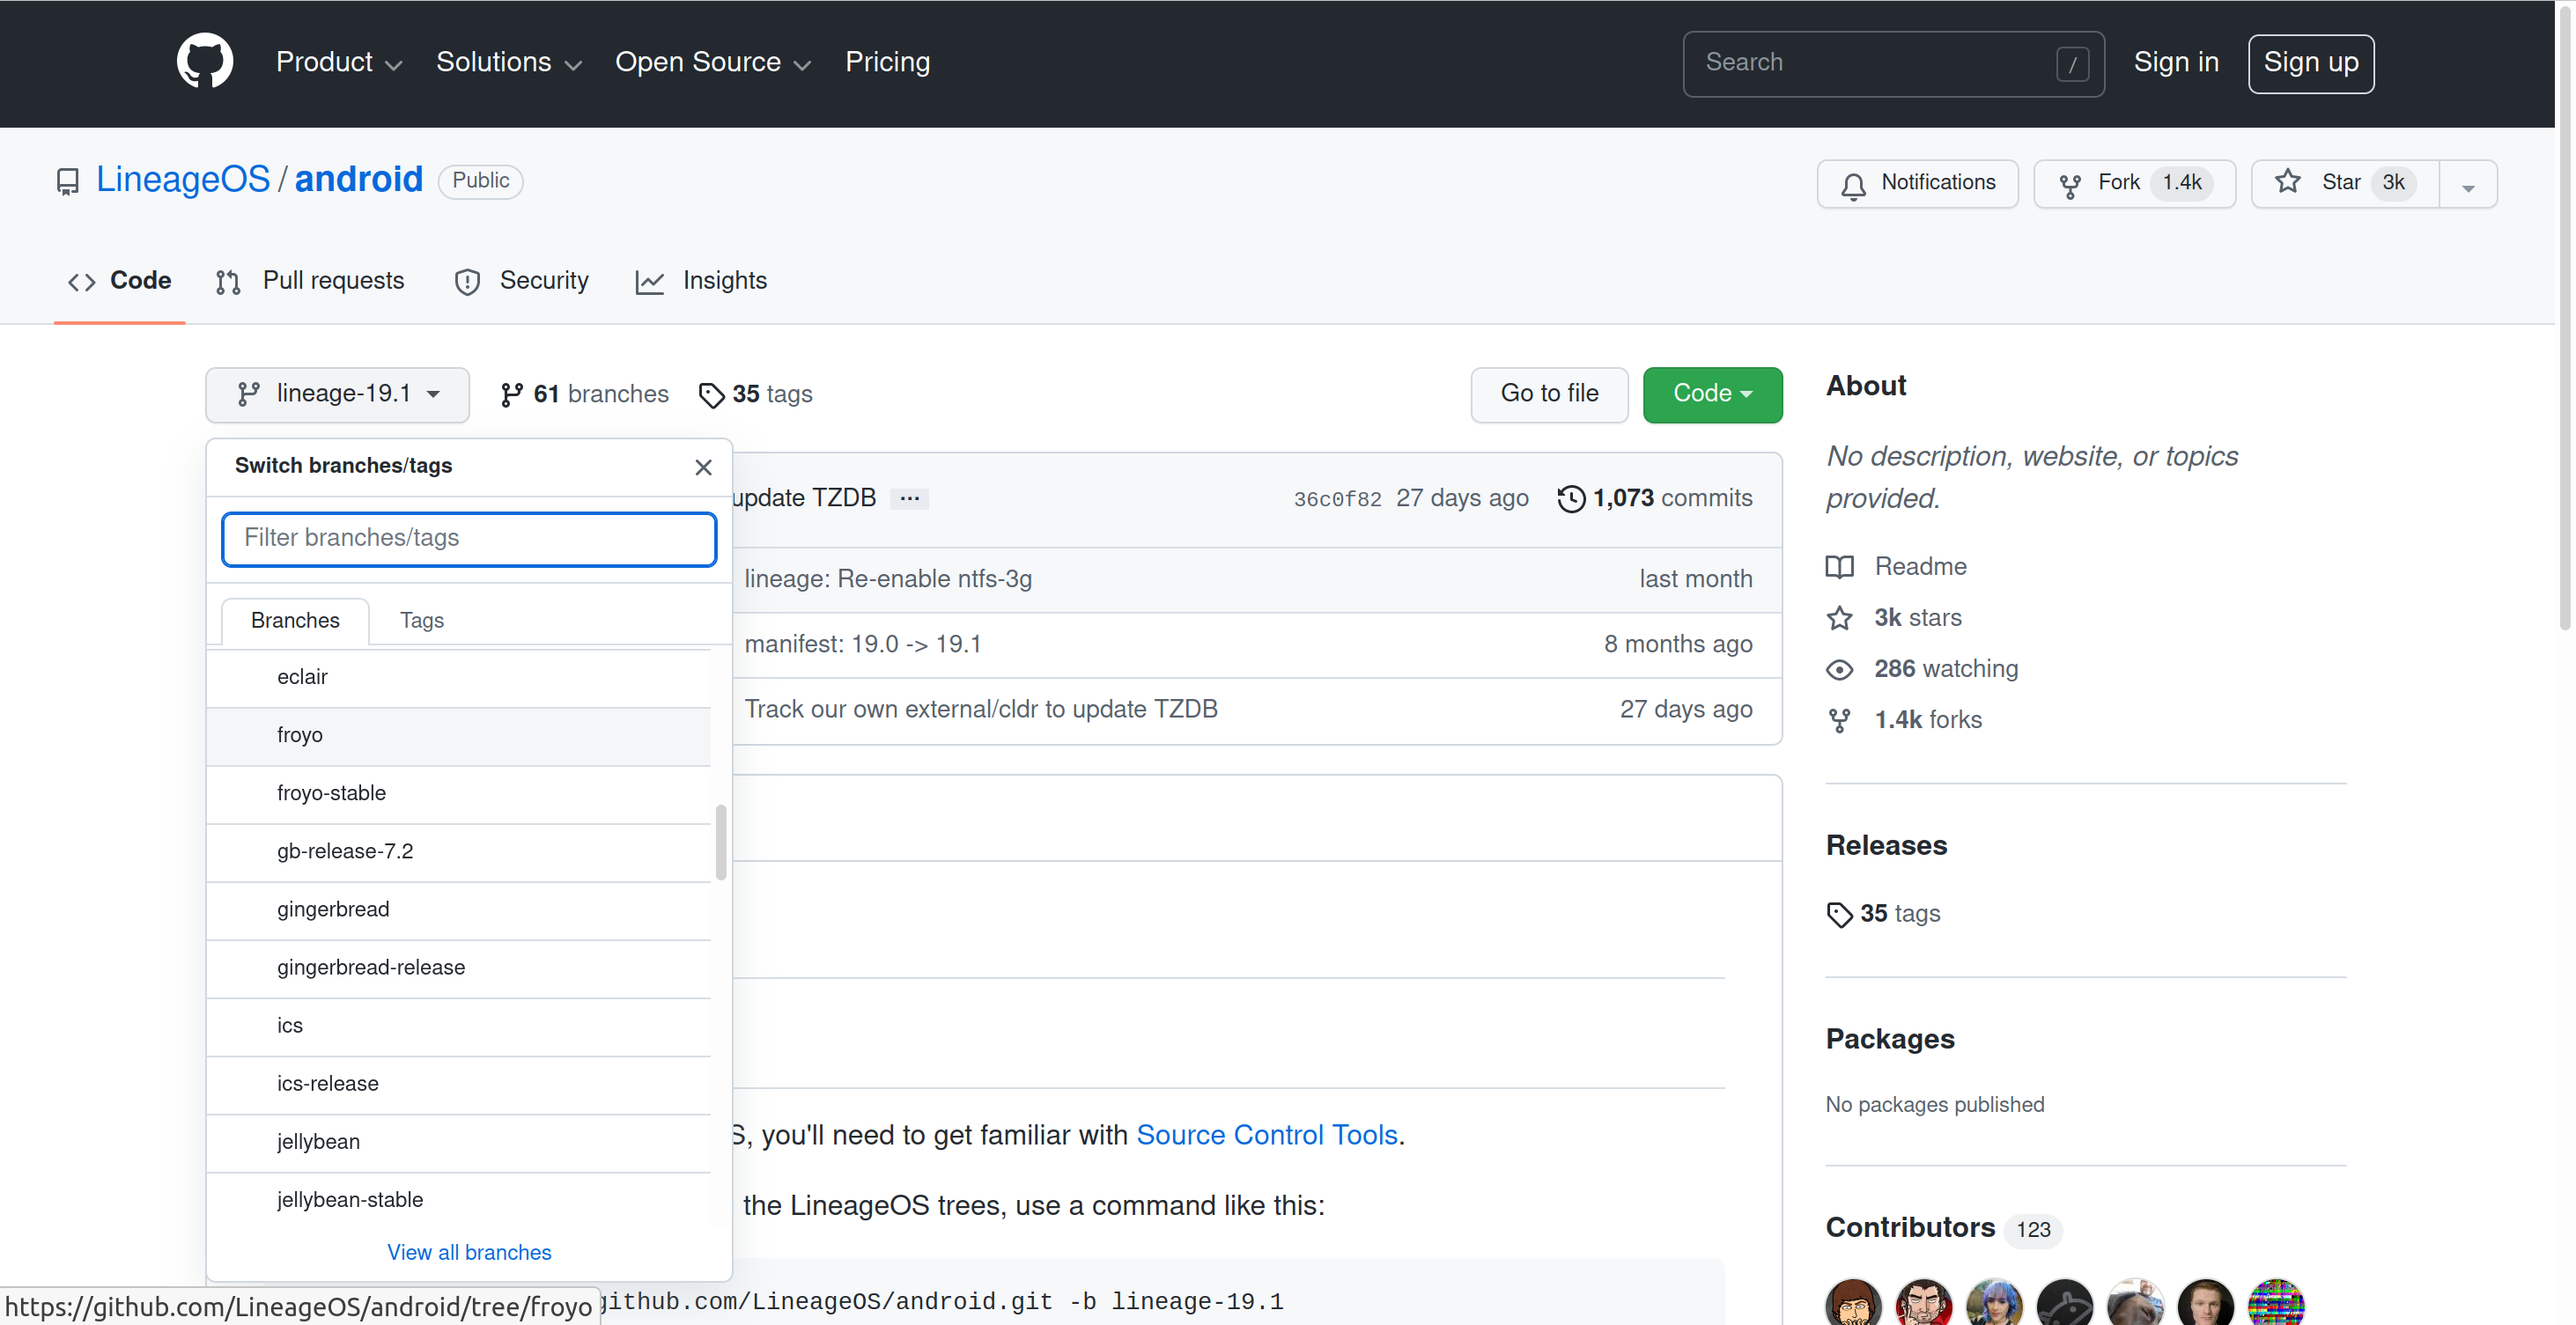 Product Solutions Open Source Pricing Search / Sign in Sign up
LineageOS / android Public Notifications Fork 1.4k Star 3k
Code Pull requests Security Insights
lineage-19.1 61 branches 35 tags Go to file Code
Switch branches/tags
Filter branches/tags
Branches Tags
eclair
froyo
froyo-stable
gb-release-7.2
gingerbread
gingerbread-release
ics
ics-release
jellybean
jellybean-stable
View all branches
update TZDB ... 36c0f82 27 days ago 1,073 commits
lineage: Re-enable ntfs-3g last month
manifest: 19.0 -> 19.1 8 months ago
Track our own external/cldr to update TZDB 27 days ago
S, you'll need to get familiar with Source Control Tools.
the LineageOS trees, use a command like this:
github.com/LineageOS/android.git -b lineage-19.1
About
No description, website, or topics
provided.
Readme
3k stars
286 watching
1.4k forks
Releases
35 tags
Packages
No packages published
Contributors 123
https://github.com/LineageOS/android/tree/froyo